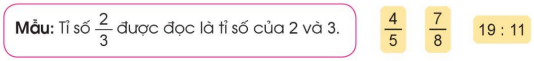 Mẫu: Tỉ số 2/3 được đọc là tỉ số của 2 và 3. 4/5 7/8 19 : 11